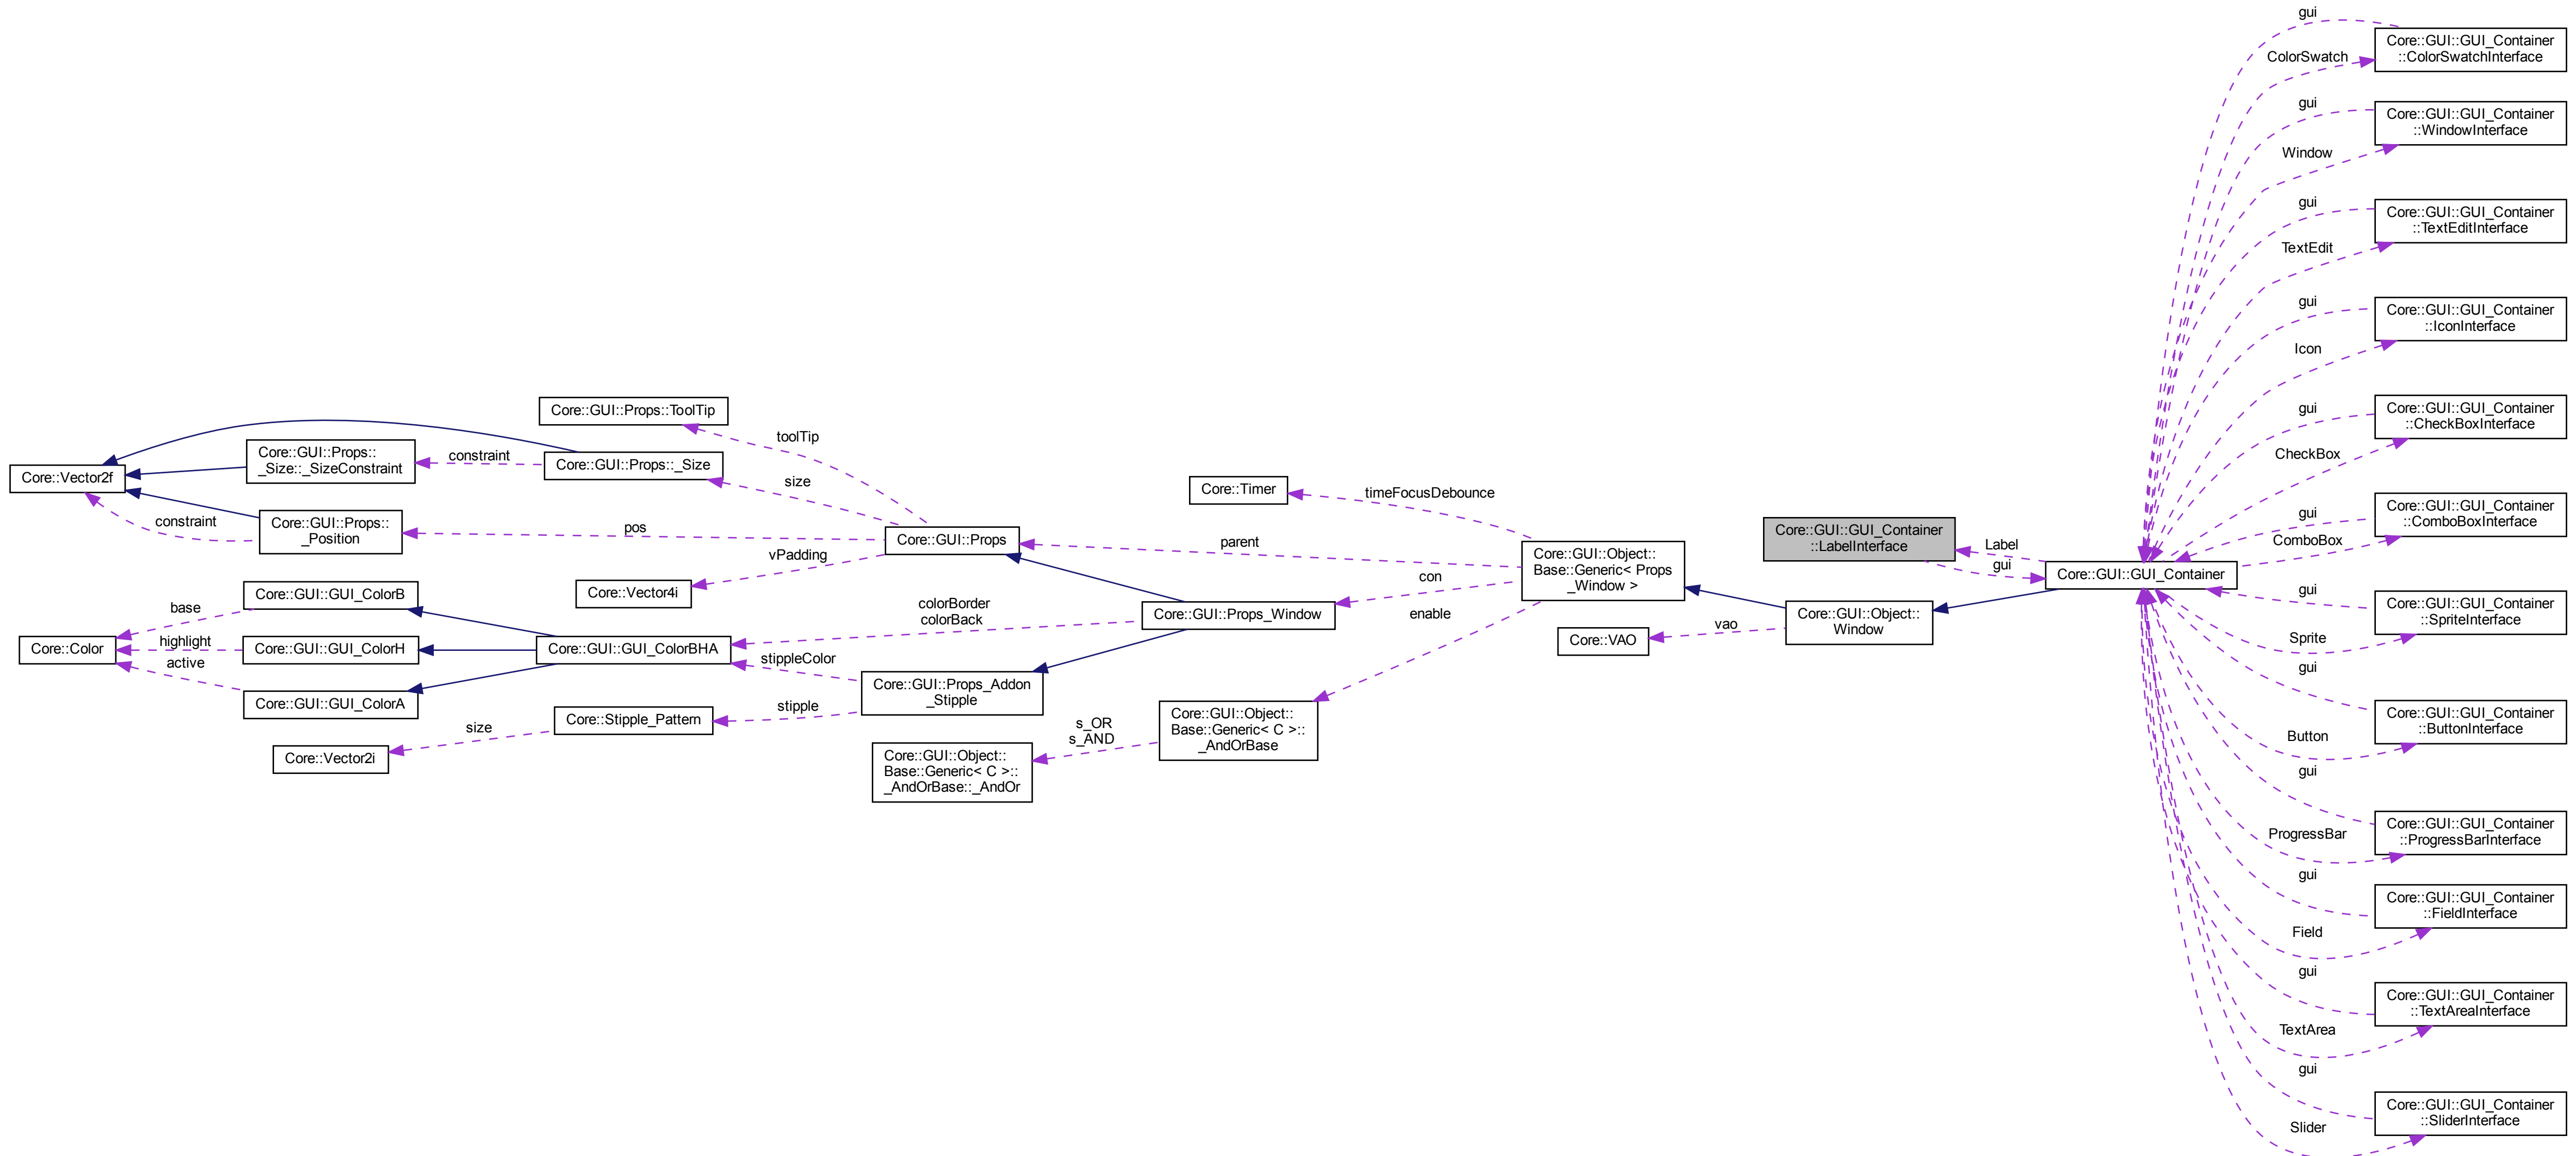 gui
Core::GUI::GUI_Container
::ColorSwatchInterface
ColorSwatch
gui
Core::GUI::GUI_Container
::WindowInterface
Window
gui
Core::GUI::GUI_Container
::TextEditInterface
TextEdit
gui
Core::GUI::GUI_Container
::IconInterface
Icon
gui
Core::GUI::GUI_Container
::CheckBoxInterface
CheckBox
gui
Core::GUI::GUI_Container
::ComboBoxInterface
ComboBox
gui
Core::GUI::GUI_Container
::SpriteInterface
Sprite
gui
Core::GUI::GUI_Container
::ButtonInterface
Button
gui
Core::GUI::GUI_Container
::ProgressBarInterface
ProgressBar
gui
Core::GUI::GUI_Container
::FieldInterface
Field
gui
Core::GUI::GUI_Container
::TextAreaInterface
TextArea
gui
Core::GUI::GUI_Container
::SliderInterface
Slider
Core::GUI::GUI_Container
Core::GUI::GUI_Container
::LabelInterface
Label
gui
Core::GUI::Object::
Window
vao
Core::VAO
Core::GUI::Object::
Base::Generic< Props
_Window >
timeFocusDebounce
Core::Timer
parent
con
enable
Core::GUI::Props_Window
Core::GUI::Object::
Base::Generic< C >::
_AndOrBase
s_OR
s_AND
Core::GUI::Object::
Base::Generic< C >::
_AndOrBase::_AndOr
colorBorder
colorBack
stippleColor
Core::GUI::Props_Addon
_Stipple
stipple
Core::Stipple_Pattern
size
Core::Vector2i
Core::GUI::Props
toolTip
size
pos
vPadding
Core::GUI::Props::ToolTip
Core::GUI::Props::_Size
Core::Vector4i
constraint
Core::GUI::Props::
_Size::_SizeConstraint
Core::GUI::Props::
_Position
constraint
Core::Vector2f
Core::GUI::GUI_ColorBHA
Core::GUI::GUI_ColorB
Core::GUI::GUI_ColorH
Core::GUI::GUI_ColorA
base
highlight
active
Core::Color